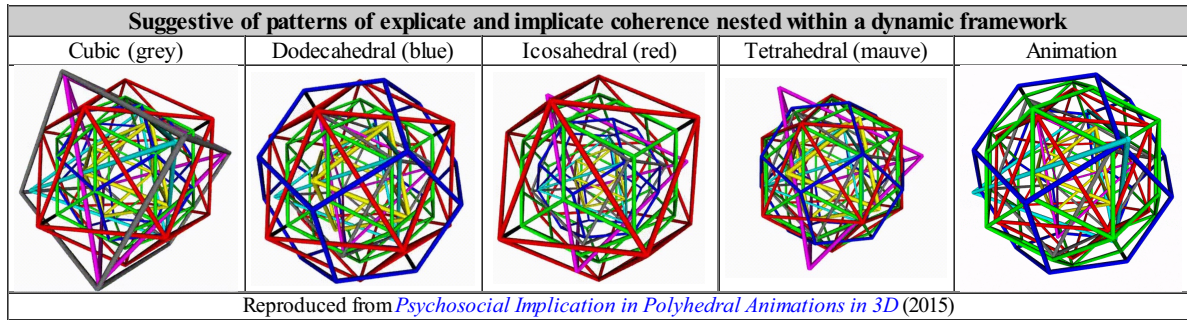 Suggestive of patterns of explicate and implicate coherence nested within a dynamic framework
Cubic (grey) Dodecahedral (blue) Icosahedral (red) Tetrahedral (mauve) Animation
Reproduced from Psychosocial Implication in Polyhedral Animations in 3D (2015)